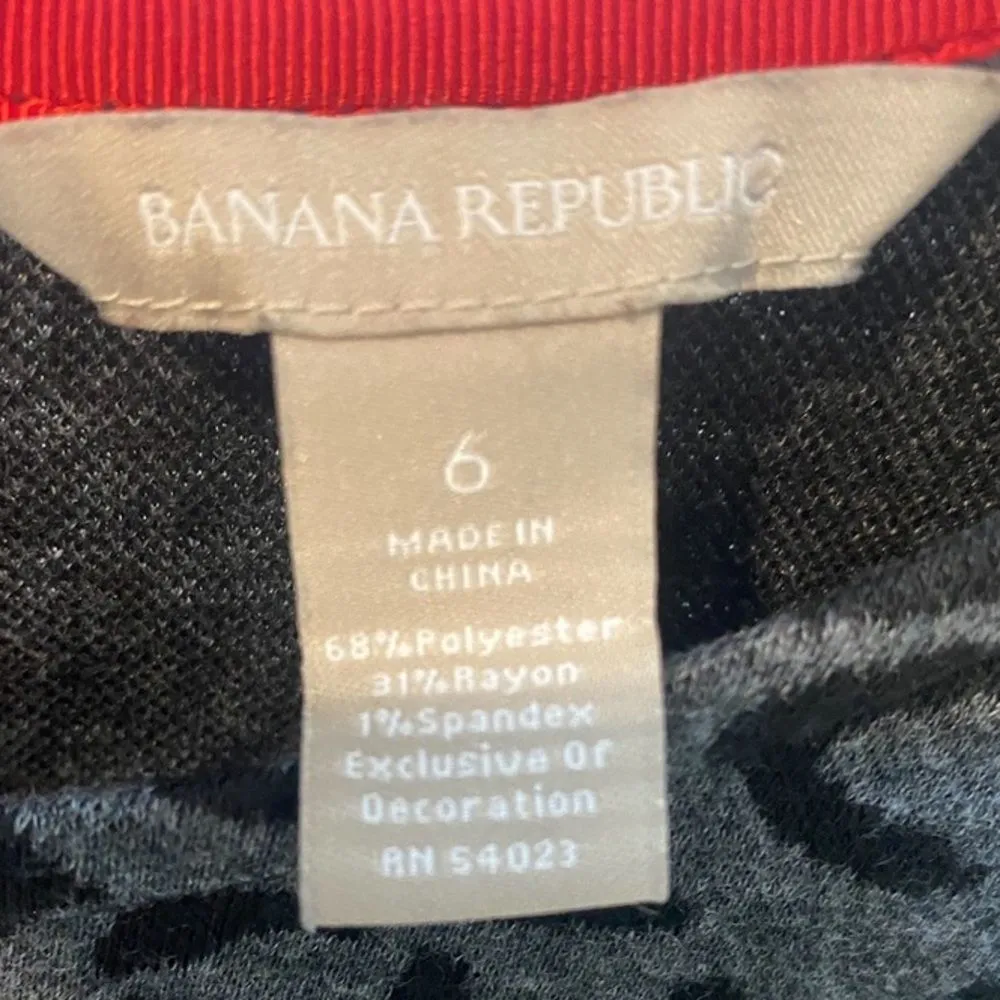 BANANA REPUBLIC
6
MADE IN
CHINA
68%Polyester
31%Rayon
1%Spandex
Exclusive Of
Decoration
RN 54023